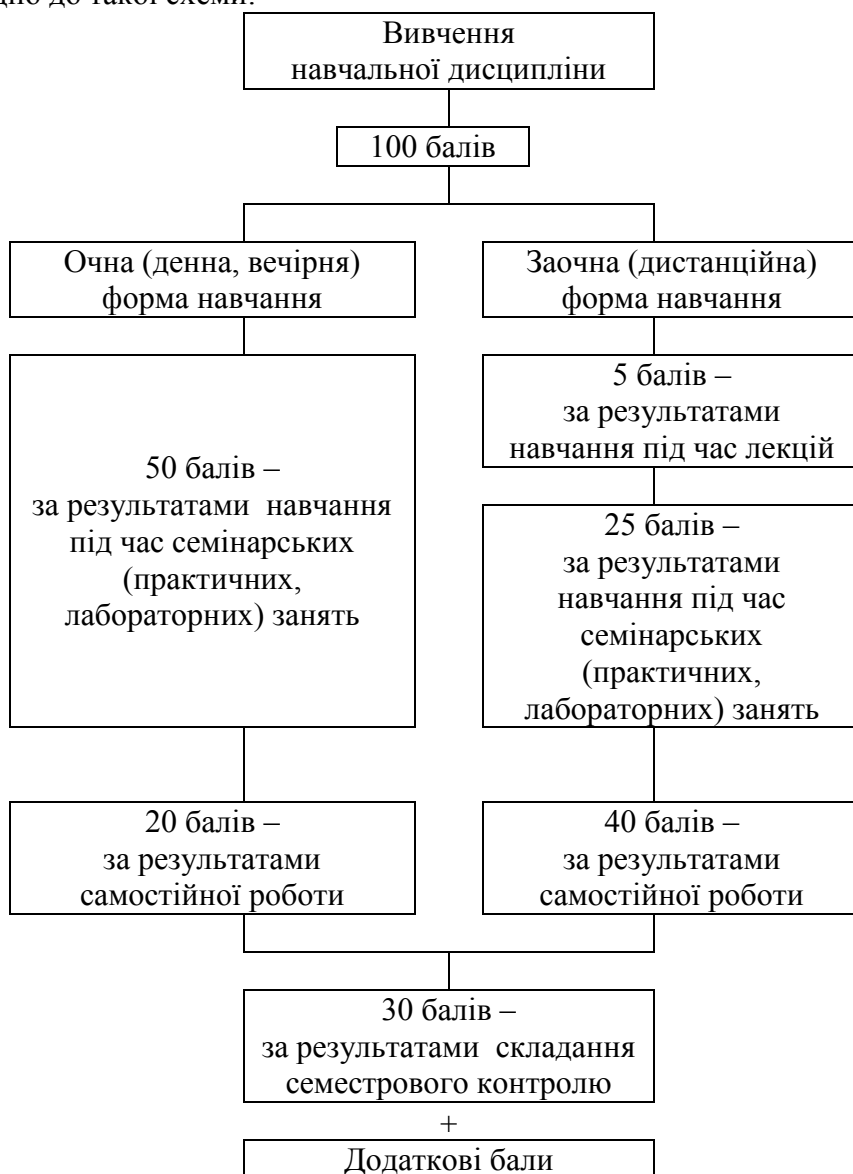 до такої схеми:
Вивчення
навчальної дисципліни
100 балів
Очна (денна, вечірня)
форма навчання
Заочна (дистанційна)
форма навчання
50 балів –
за результатами навчання
під час семінарських
(практичних,
лабораторних) занять
5 балів –
за результатами
навчання під час лекцій
25 балів –
за результатами
навчання під час
семінарських
(практичних,
лабораторних) занять
20 балів –
за результатами
самостійної роботи
40 балів –
за результатами
самостійної роботи
30 балів –
за результатами складання
семестрового контролю
+
Додаткові бали